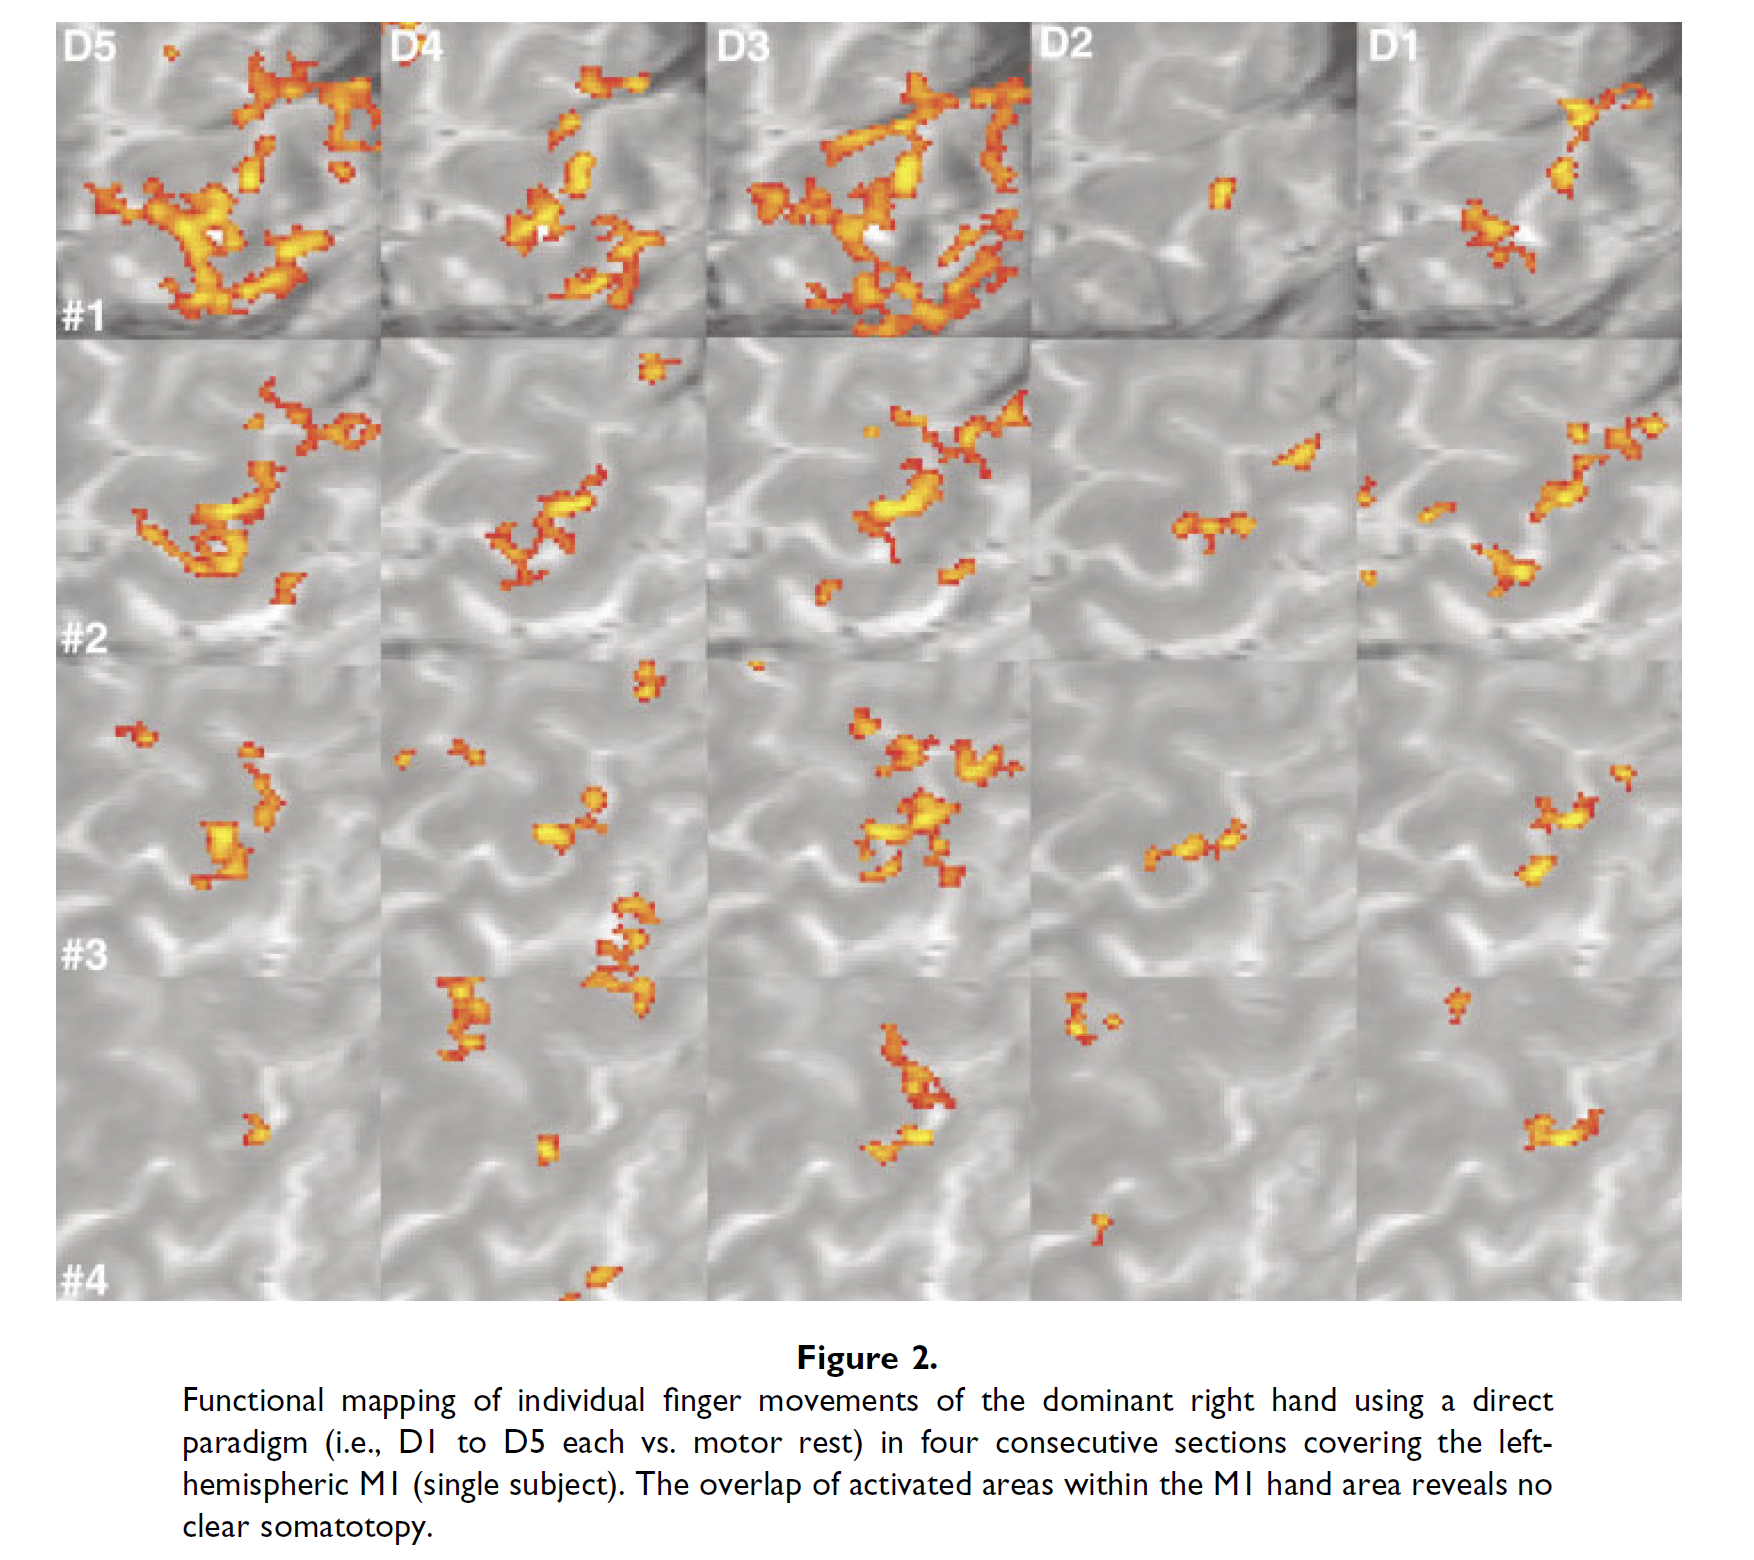 D5 D4 D3 D2 D1
#1
#2
#3
#4
Figure 2.
Functional mapping of individual finger movements of the dominant right hand using a direct
paradigm (i.e., D1 to D5 each vs. motor rest) in four consecutive sections covering the left-
hemispheric M1 (single subject). The overlap of activated areas within the M1 hand area reveals no
clear somatotopy.